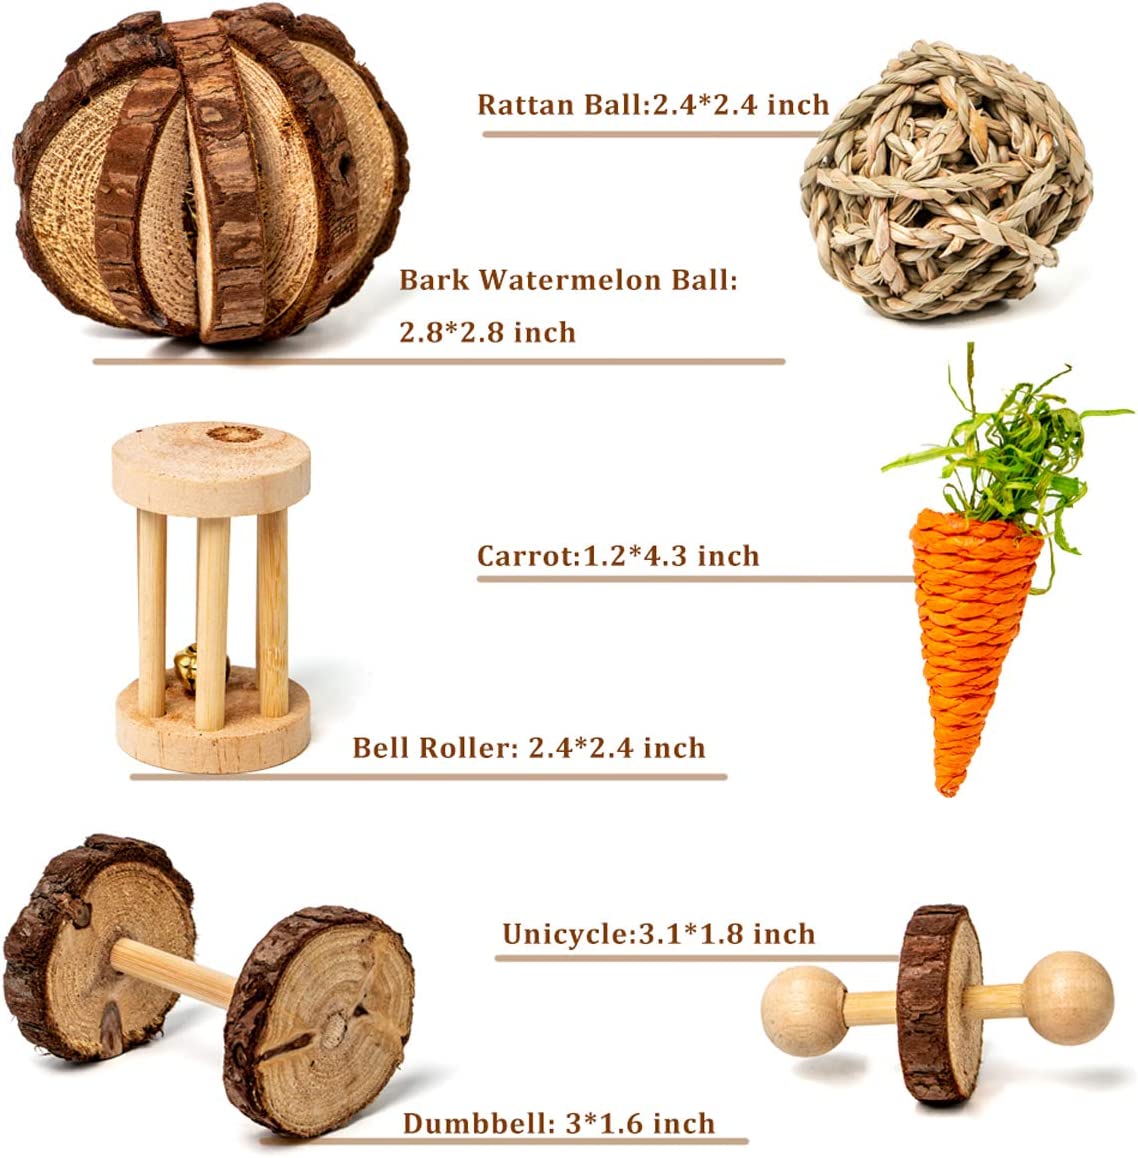 Rattan Ball:2.4*2.4 inch
Bark Watermelon Ball:
2.8*2.8 inch
Carrot:1.2*4.3 inch
Bell Roller: 2.4*2.4 inch
Unicycle:3.1*1.8 inch
Dumbbell: 3*1.6 inch